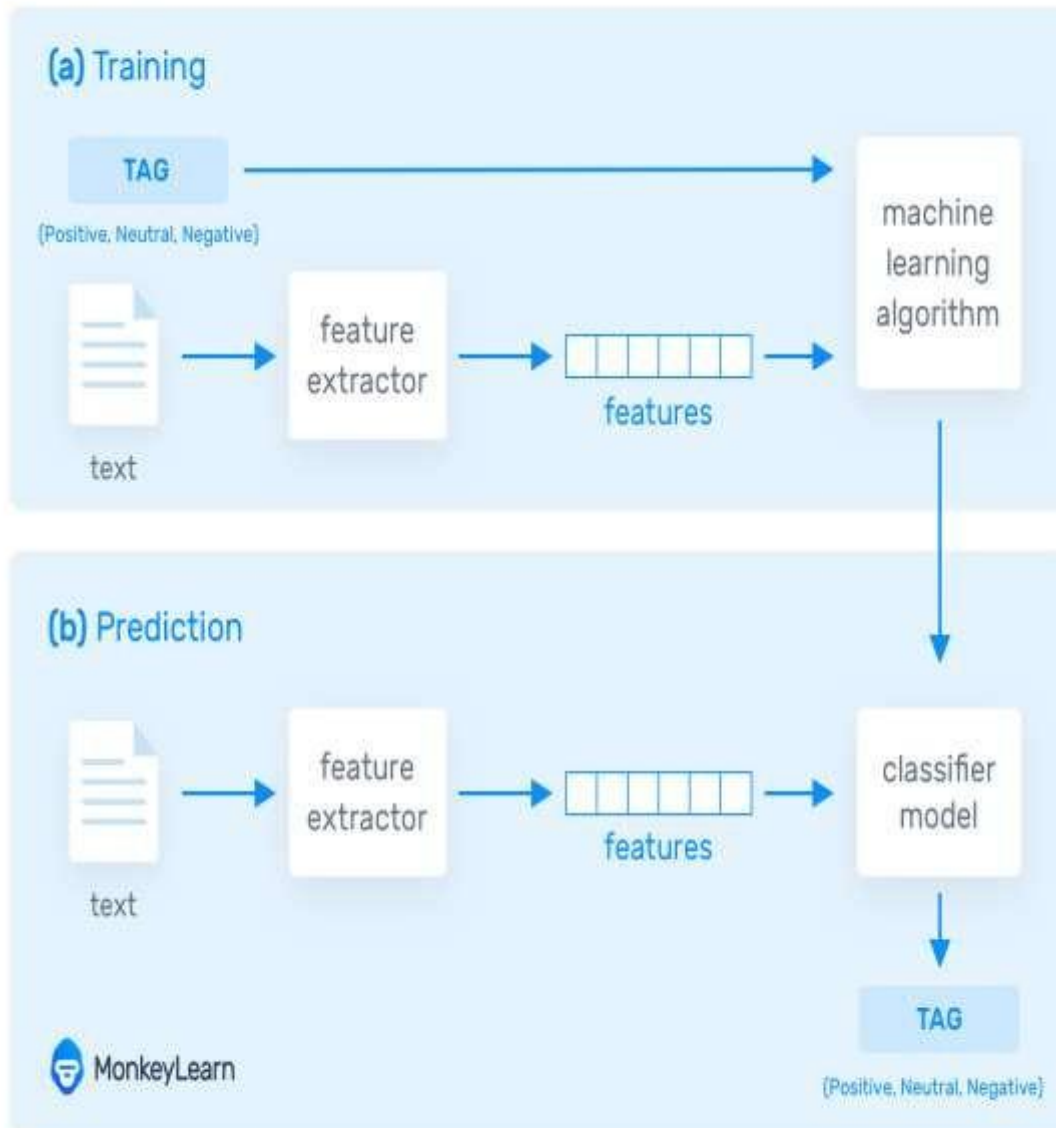 (a) Training
TAG
{Positive, Neutral, Negative}
text
feature
extractor
features
machine
learning
algorithm
(b) Prediction
text
feature
extractor
features
classifier
model
TAG
{Positive, Neutral, Negative}
MonkeyLearn